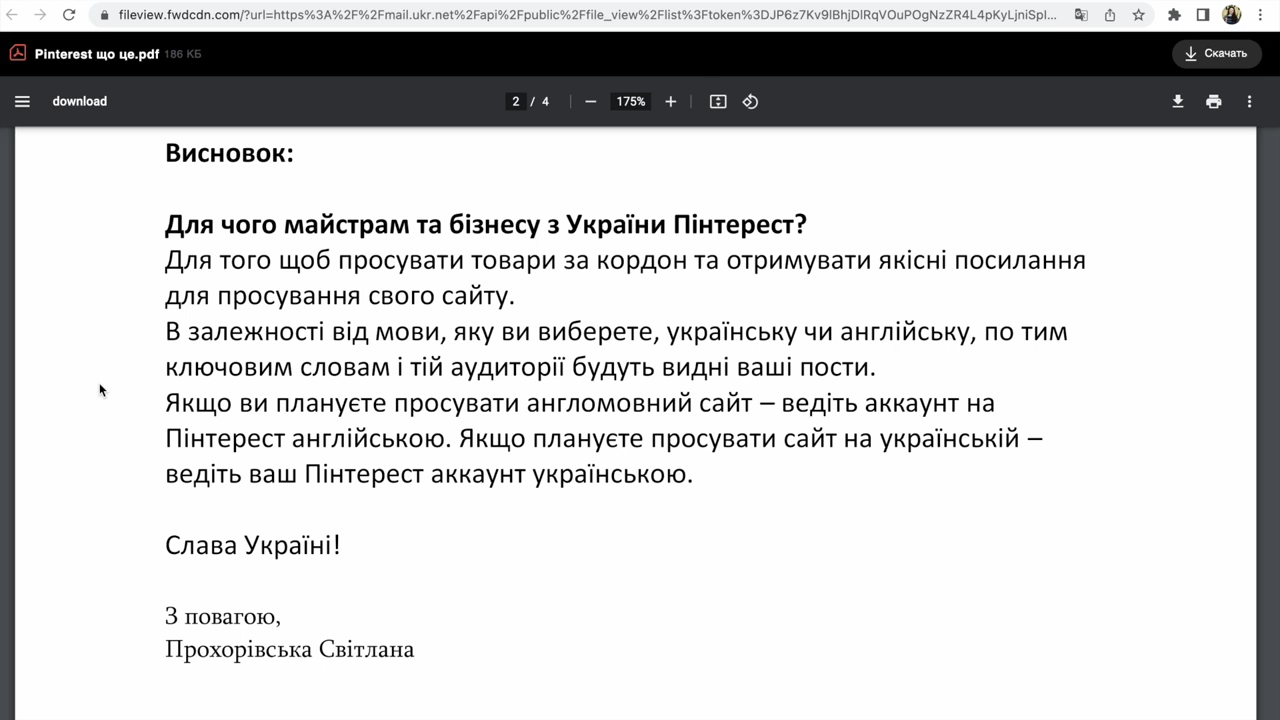 fileview.fwdcdn.com/?url=https%3A%2F%2Fmail.ukr.net%2Fapi%2Fpublic%2Ffile_view%2Flist%3Ftoken%3DJP6z7Kv9lBhjDlRqVOuPOgNzZR4L4pKyLjniSpI...
Pinterest що це.pdf 186 КБ
Скачать
download
2 / 4
175%
Висновок:
Для чого майстрам та бізнесу з України Пінтерест?
Для того щоб просувати товари за кордон та отримувати якісні посилання
для просування свого сайту.
В залежності від мови, яку ви виберете, українську чи англійську, по тим
ключовим словам і тій аудиторії будуть видні ваші пости.
Якщо ви плануєте просувати англомовний сайт – ведіть аккаунт на
Пінтерест англійською. Якщо плануєте просувати сайт на українській –
ведіть ваш Пінтерест аккаунт українською.
Слава Україні!
З повагою,
Прохорівська Світлана